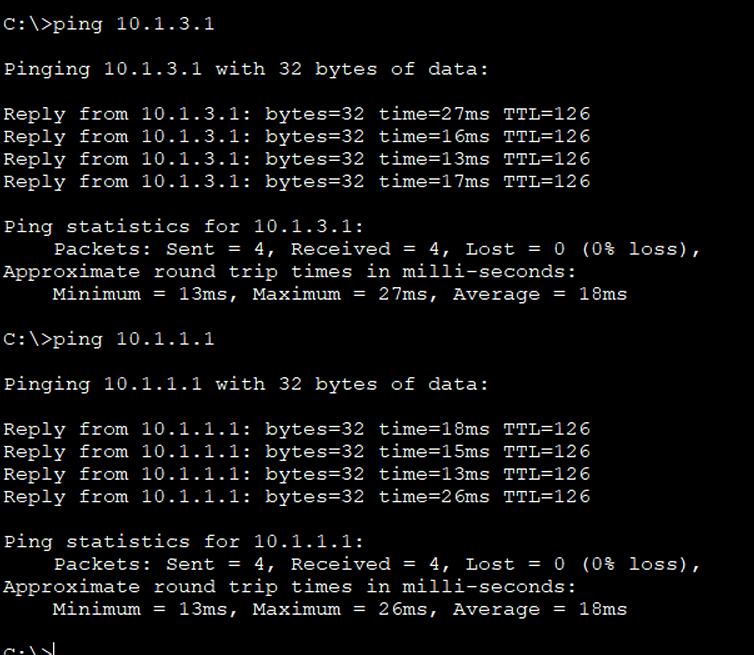 C:\>ping 10.1.3.1
Pinging 10.1.3.1 with 32 bytes of data:
Reply from 10.1.3.1: bytes=32 time=27ms TTL=126
Reply from 10.1.3.1: bytes=32 time=16ms TTL=126
Reply from 10.1.3.1: bytes=32 time=13ms TTL=126
Reply from 10.1.3.1: bytes=32 time=17ms TTL=126
Ping statistics for 10.1.3.1:
    Packets: Sent = 4, Received = 4, Lost = 0 (0% loss),
Approximate round trip times in milli-seconds:
    Minimum = 13ms, Maximum = 27ms, Average = 18ms
C:\>ping 10.1.1.1
Pinging 10.1.1.1 with 32 bytes of data:
Reply from 10.1.1.1: bytes=32 time=18ms TTL=126
Reply from 10.1.1.1: bytes=32 time=15ms TTL=126
Reply from 10.1.1.1: bytes=32 time=13ms TTL=126
Reply from 10.1.1.1: bytes=32 time=26ms TTL=126
Ping statistics for 10.1.1.1:
    Packets: Sent = 4, Received = 4, Lost = 0 (0% loss),
Approximate round trip times in milli-seconds:
    Minimum = 13ms, Maximum = 26ms, Average = 18ms
C:\>